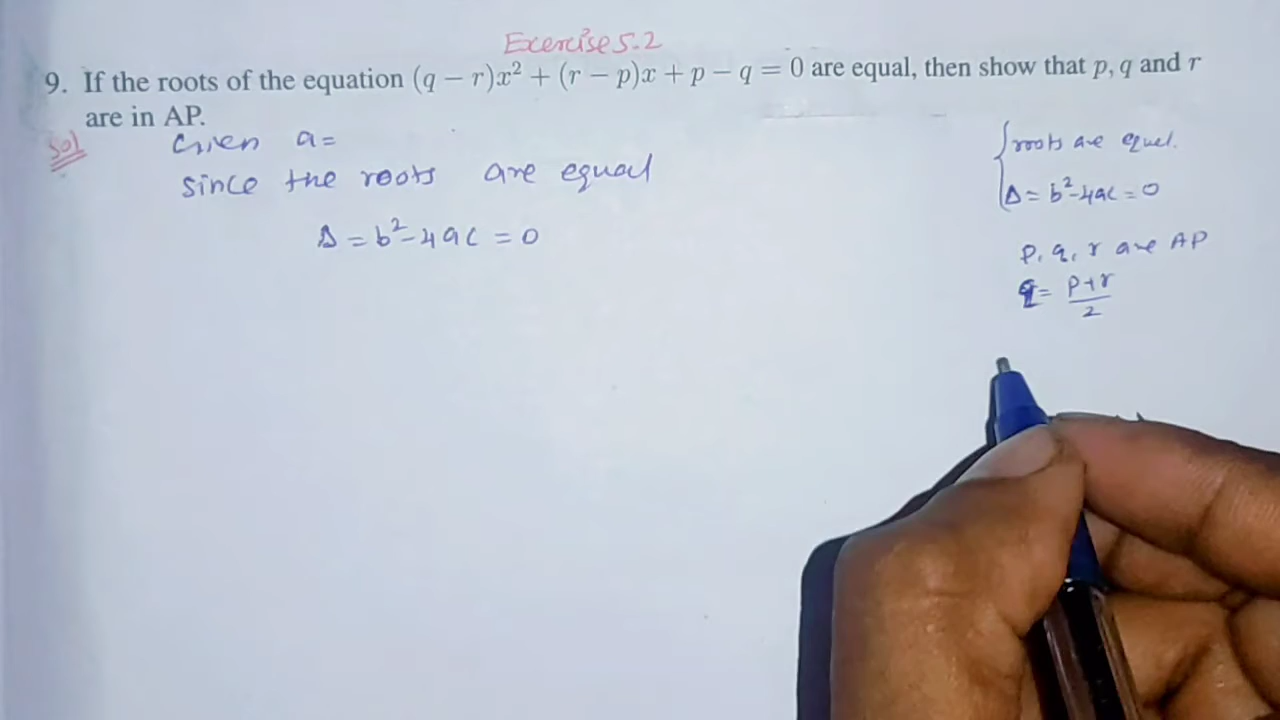 Exercise 5.2
9. If the roots of the equation (q − r)x² + (r − p)x + p − q = 0 are equal, then show that p, q and r
are in AP.
Sol
Given a=
since the roots are equal
Δ = b²-4ac = 0
roots are equel.
Δ = b²-4ac = 0
p, q, r are AP
q = p+r
2